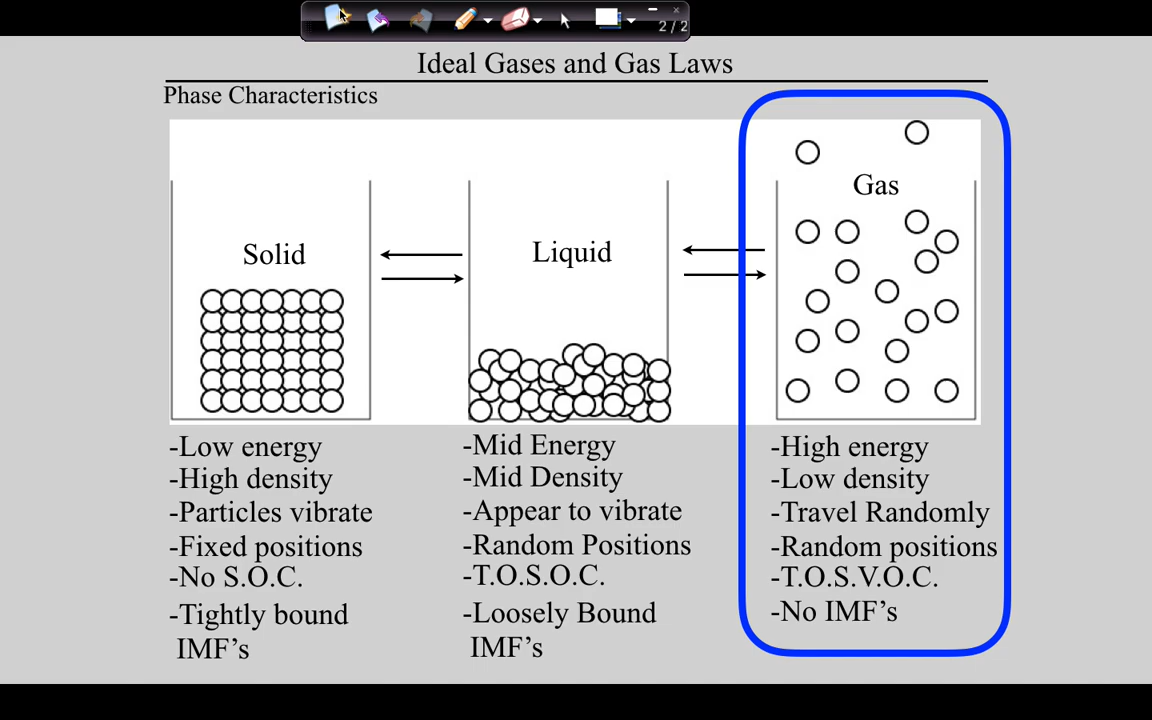 2 / 2
Ideal Gases and Gas Laws
Phase Characteristics
Solid
Liquid
Gas
-Low energy
-High density
-Particles vibrate
-Fixed positions
-No S.O.C.
-Tightly bound
IMF’s
-Mid Energy
-Mid Density
-Appear to vibrate
-Random Positions
-T.O.S.O.C.
-Loosely Bound
IMF’s
-High energy
-Low density
-Travel Randomly
-Random positions
-T.O.S.V.O.C.
-No IMF’s